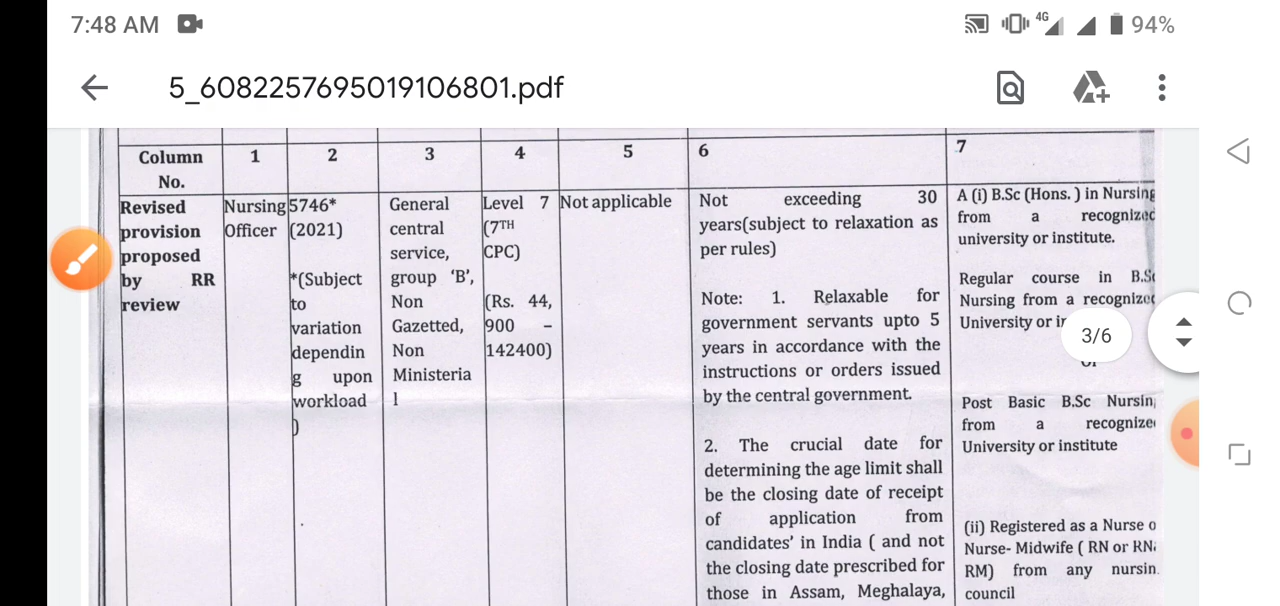 7:48 AM
4G
94%
5_6082257695019106801.pdf
Column No.
1
2
3
4
5
6
7
Revised
provision
proposed
by RR
review
Nursing
Officer
5746*
(2021)
*(Subject
to
variation
dependin
g upon
workload
)
General
central
service,
group 'B',
Non
Gazetted,
Non
Ministeria
l
Level 7
(7TH
CPC)
(Rs. 44,
900 –
142400)
Not applicable
Not exceeding 30
years(subject to relaxation as
per rules)
Note: 1. Relaxable for
government servants upto 5
years in accordance with the
instructions or orders issued
by the central government.
2. The crucial date for
determining the age limit shall
be the closing date of receipt
of application from
candidates' in India ( and not
the closing date prescribed for
those in Assam, Meghalaya,
A (i) B.Sc (Hons. ) in Nursing
from a recognized
university or institute.
Regular course in B.Sc
Nursing from a recognized
University or
Post Basic B.Sc Nursin
from a recognize
University or institute
(ii) Registered as a Nurse o
Nurse- Midwife ( RN or RN
RM) from any nursin
council
3/6